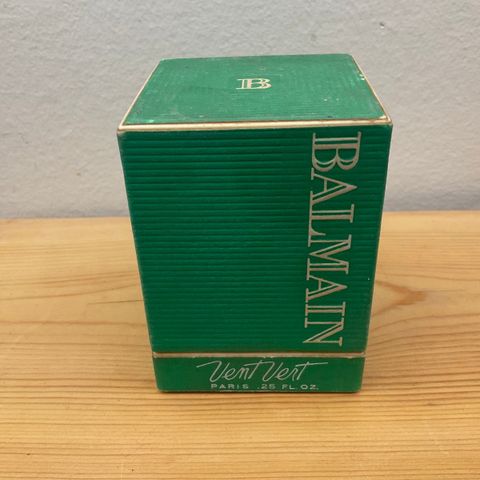 B
BALMAIN
Vent Vert
PARIS .25 FL. OZ.